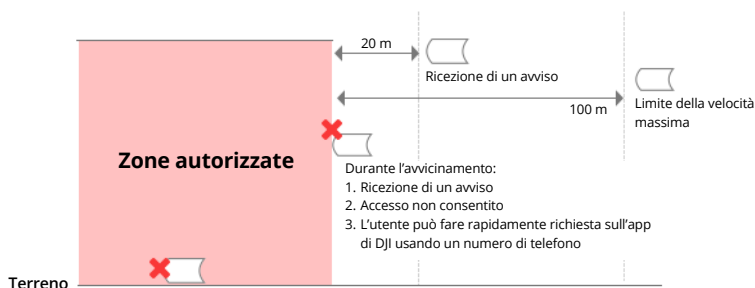 20 m
Ricezione di un avviso
100 m
Limite della velocità
massima
Zone autorizzate
Durante l'avvicinamento:
1. Ricezione di un avviso
2. Accesso non consentito
3. L'utente può fare rapidamente richiesta sull'app
di DJI usando un numero di telefono
Terreno